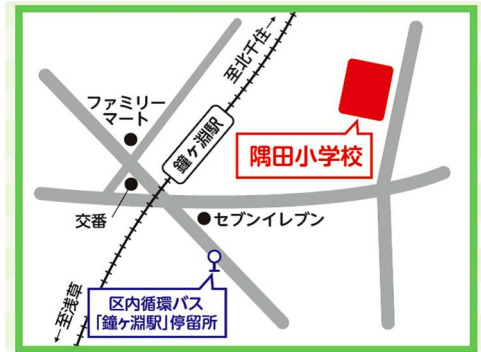 至北千住→
ファミリー
マート
鐘ヶ淵駅
隅田小学校
交番
セブンイレブン
区内循環バス
「鐘ヶ淵駅」停留所
←至浅草